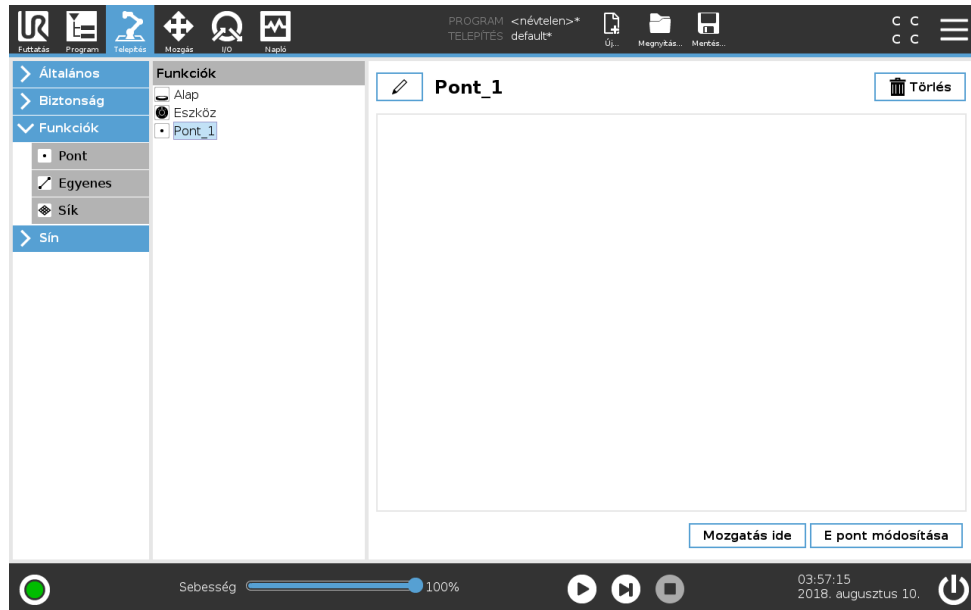 PROGRAM <névtelen>*
TELEPÍTÉS default*
Futtatás Program Telepítés Mozgás I/O Napló
Új... Megnyitás... Mentés...
C C
C C
Általános
Biztonság
Funkciók
Pont
Egyenes
Sík
Sín
Funkciók
Alap
Eszköz
Pont_1
Pont_1
Törlés
Mozgatás ide
E pont módosítása
Sebesség 100%
03:57:15
2018. augusztus 10.